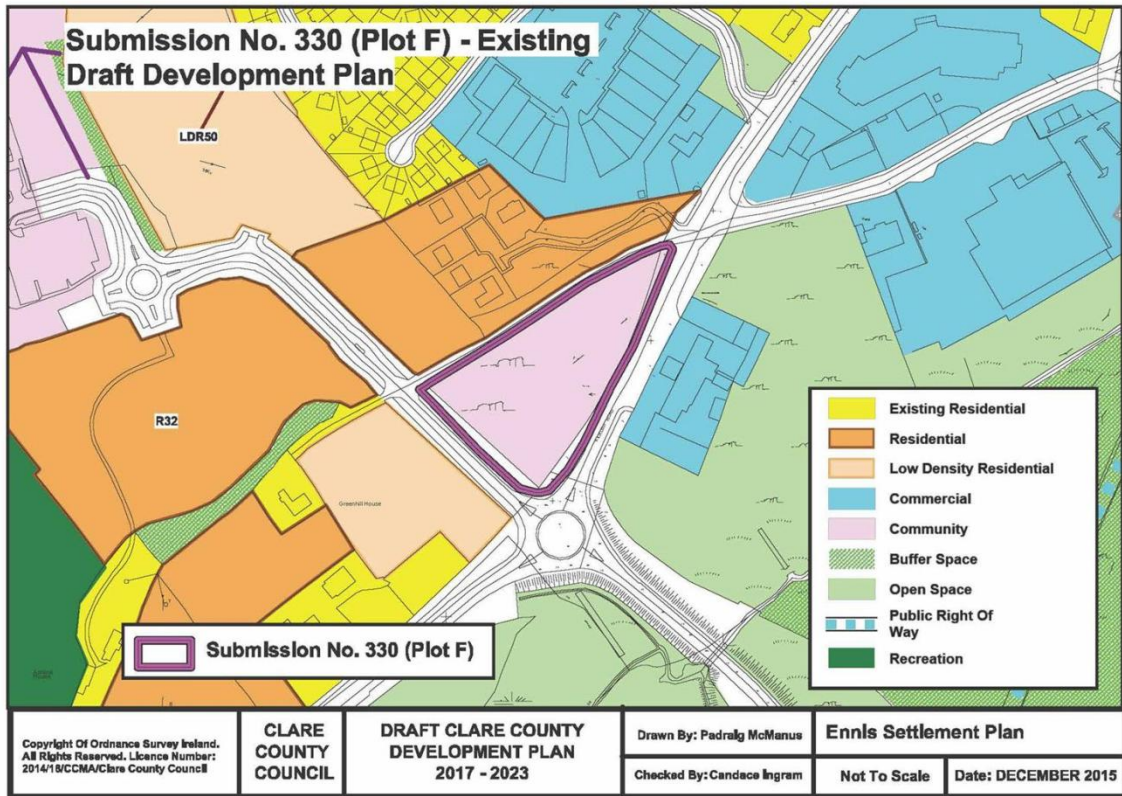 Submission No. 330 (Plot F) - Existing
Draft Development Plan
LDR50
R32
Greenhill House
Existing Residential
Residential
Low Density Residential
Commercial
Community
Buffer Space
Open Space
Public Right Of
Way
Recreation
Submission No. 330 (Plot F)
Copyright Of Ordnance Survey Ireland.
All Rights Reserved. Licence Number:
2014/18/CCMA/Clare County Council
CLARE
COUNTY
COUNCIL
DRAFT CLARE COUNTY
DEVELOPMENT PLAN
2017 - 2023
Drawn By: Padraig McManus
Checked By: Candace Ingram
Ennis Settlement Plan
Not To Scale
Date: DECEMBER 2015